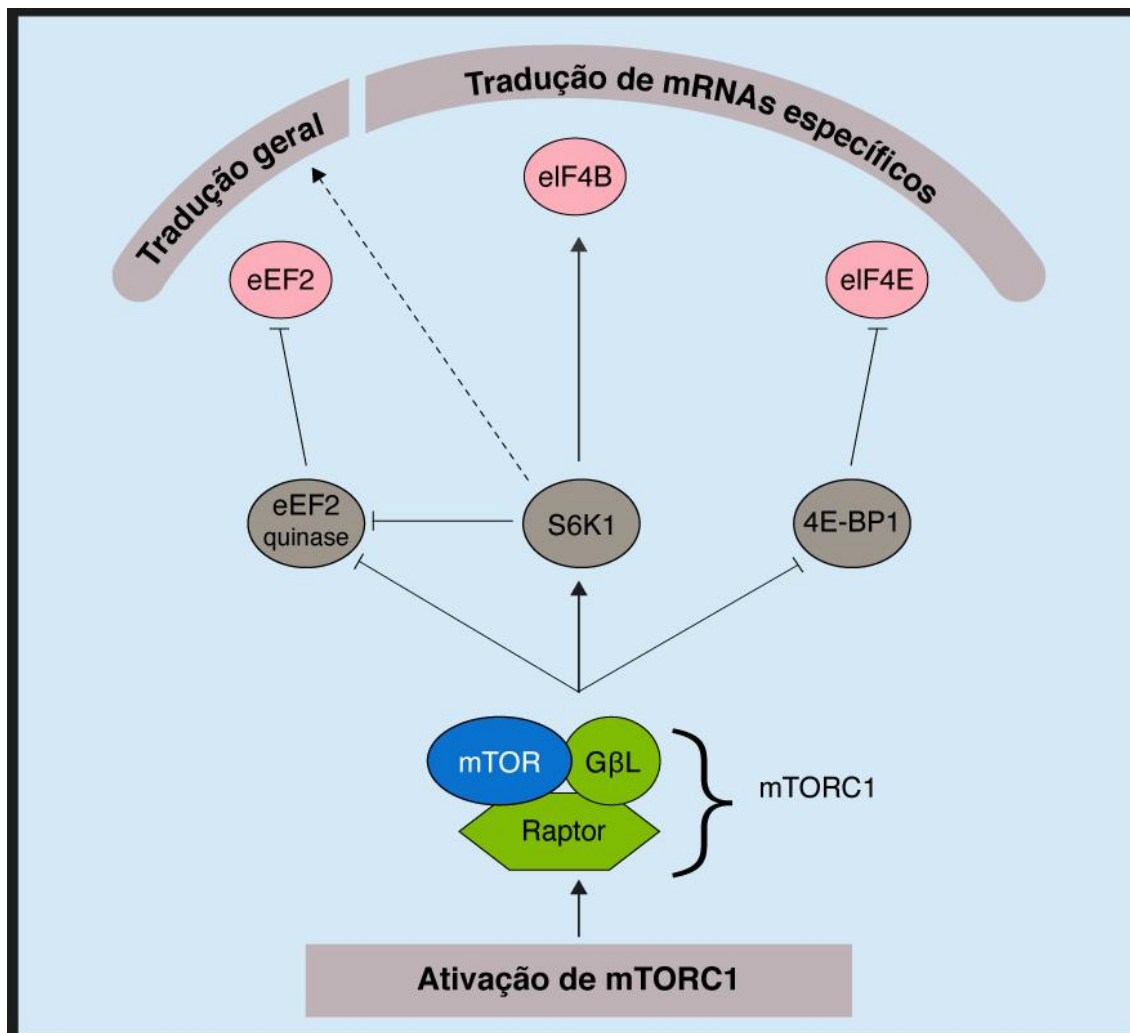 Tradução geral
Tradução de mRNAs específicos
eIF4B
eEF2
eIF4E
eEF2
quinase
S6K1
4E-BP1
mTOR
GβL
Raptor
mTORC1
Ativação de mTORC1